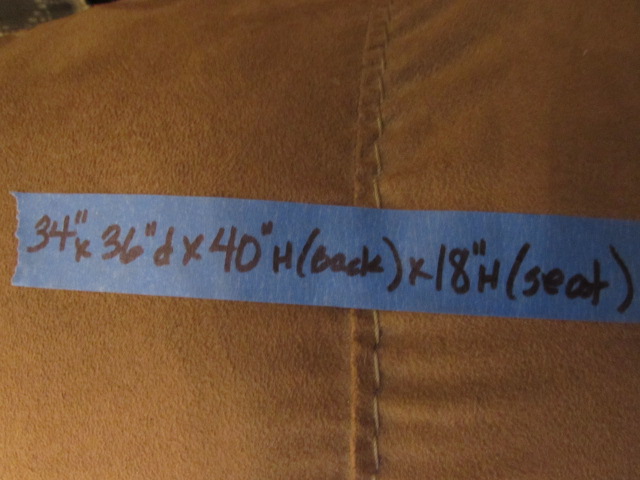 34" x 36" d x 40" H (back) x 18" H (seat)